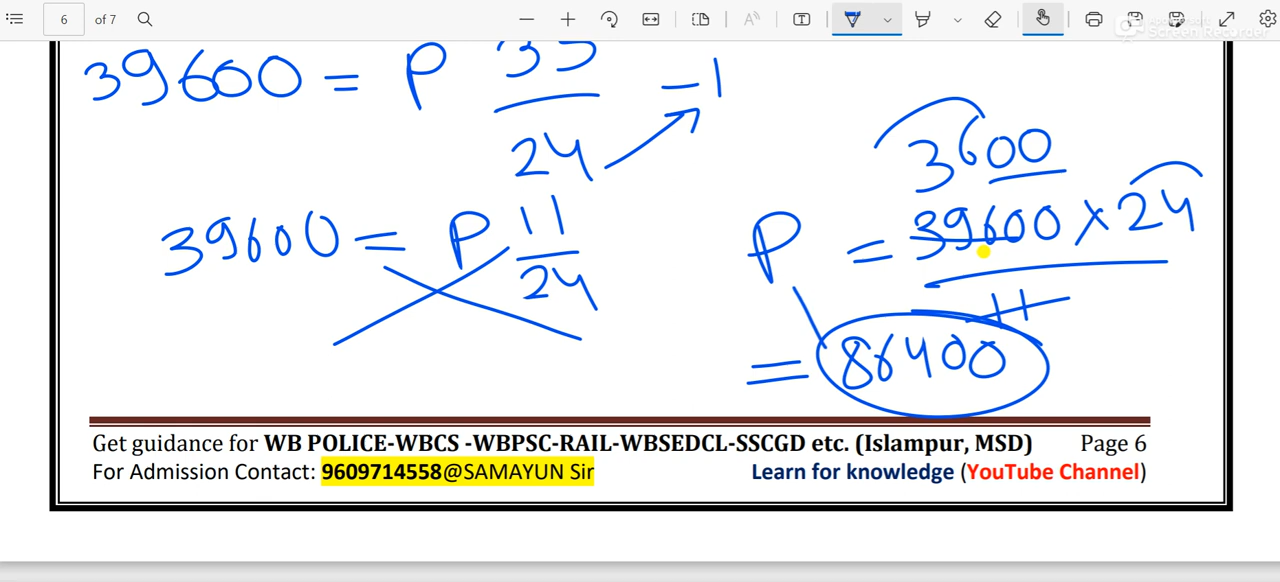 6 of 7
39600 = P 35/24 -1
39600 = P 11/24
3600
P = 39600 × 24 / 11
= 86400
Get guidance for WB POLICE-WBCS -WBPSC-RAIL-WBSEDCL-SSCGD etc. (Islampur, MSD) Page 6
For Admission Contact: 9609714558@SAMAYUN Sir Learn for knowledge (YouTube Channel)